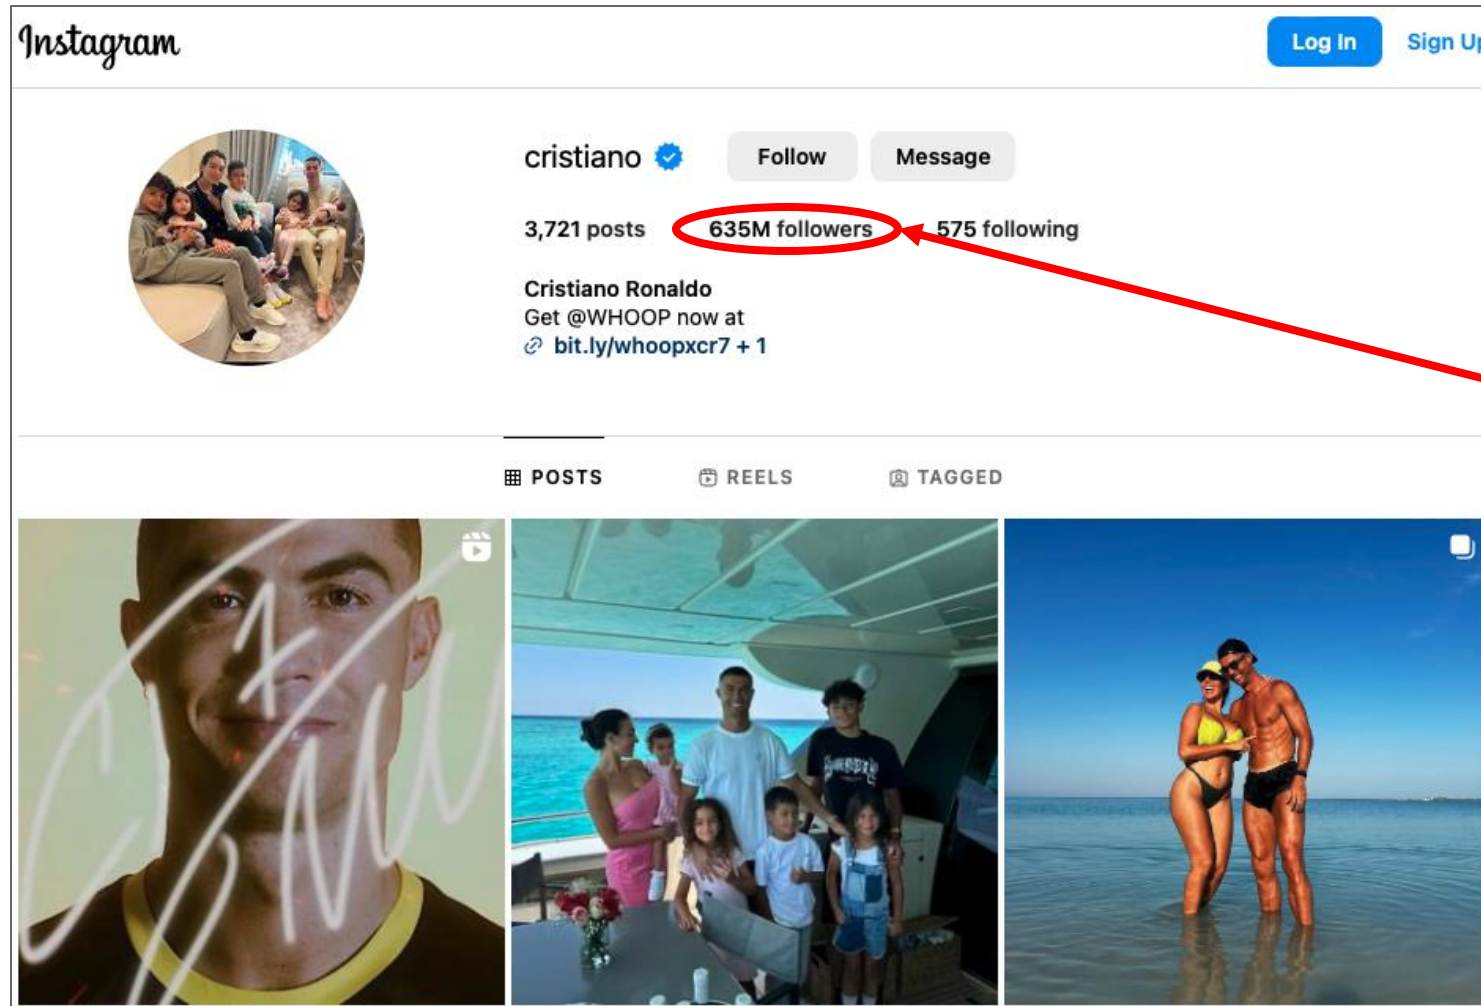 Instagram
Log In
Sign Up
cristiano
Follow
Message
3,721 posts
635M followers
575 following
Cristiano Ronaldo
Get @WHOOP now at
bit.ly/whoopxcr7 + 1
POSTS
REELS
TAGGED